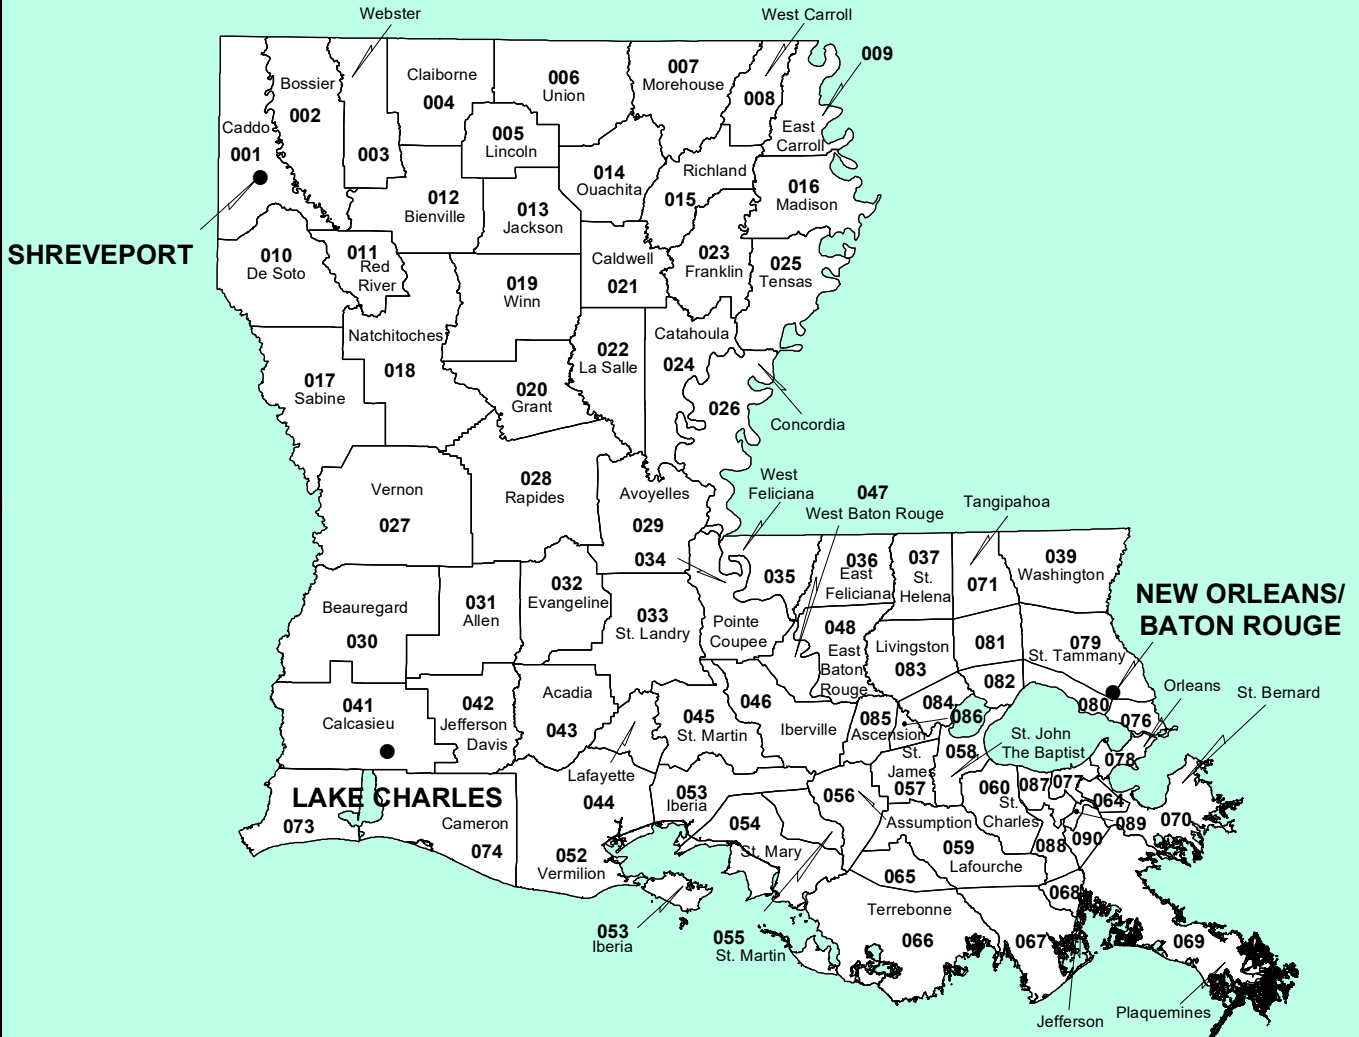 Webster
West Carroll
009
Claiborne
004
006
Union
007
Morehouse
008
Bossier
002
Caddo
001
003
005
Lincoln
East
Carroll
014
Ouachita
Richland
015
016
Madison
012
Bienville
013
Jackson
SHREVEPORT
010
De Soto
011
Red
River
019
Winn
Caldwell
021
023
Franklin
025
Tensas
Natchitoches
018
017
Sabine
020
Grant
022
La Salle
Catahoula
024
026
Concordia
Vernon
027
028
Rapides
Avoyelles
029
034
West
Feliciana
047
West Baton Rouge
Tangipahoa
035
036
East
Feliciana
037
St.
Helena
071
039
Washington
NEW ORLEANS/
BATON ROUGE
Beauregard
030
031
Allen
032
Evangeline
033
St. Landry
Pointe
Coupee
048
East
Baton
Rouge
Livingston
083
081
079
St. Tammany
082
080
076
Orleans
St. Bernard
041
Calcasieu
042
Jefferson
Davis
Acadia
043
Lafayette
044
045
St. Martin
046
Iberville
085
Ascension
084
086
St.
James
057
058
St. John
The Baptist
078
LAKE CHARLES
073
Cameron
074
052
Vermilion
053
Iberia
054
St. Mary
056
Assumption
060
St.
Charles
087
077
064
089
070
088
090
059
Lafourche
065
068
Terrebonne
066
067
069
053
Iberia
055
St. Martin
Jefferson
Plaquemines